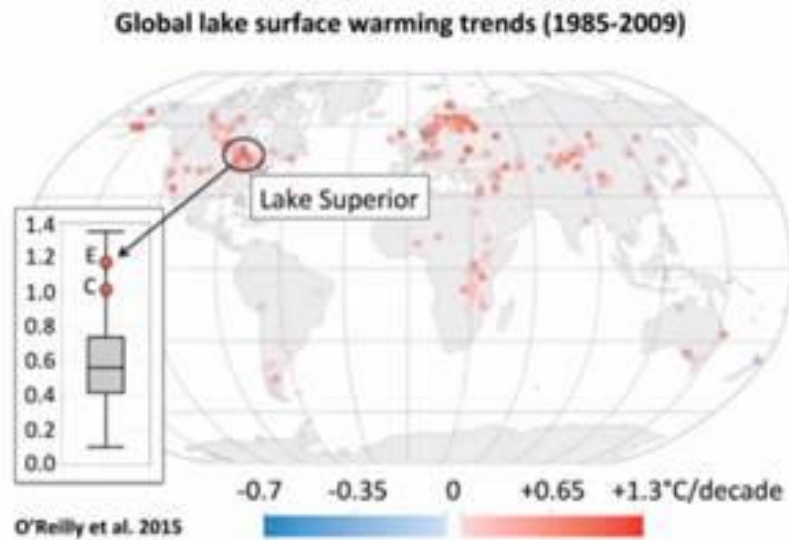 Global lake surface warming trends (1985-2009)
Lake Superior
1.4
1.2
E
1.0
C
0.8
0.6
0.4
0.2
0.0
-0.7 -0.35 0 +0.65 +1.3°C/decade
O'Reilly et al. 2015